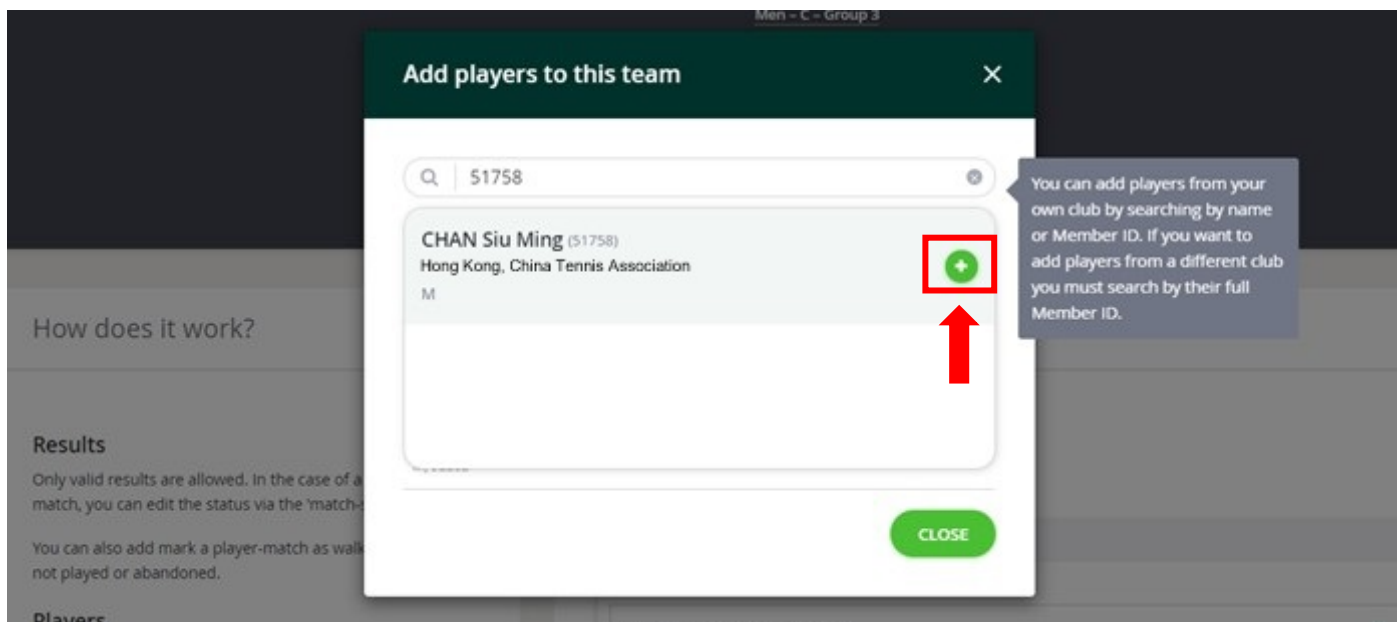 Men – C – Group 3
Add players to this team
51758
CHAN Siu Ming (51758)
Hong Kong, China Tennis Association
M
You can add players from your
own club by searching by name
or Member ID. If you want to
add players from a different club
you must search by their full
Member ID.
How does it work?
Results
Only valid results are allowed. In the case of a
match, you can edit the status via the 'match-
You can also add mark a player-match as walk
not played or abandoned.
CLOSE
Players